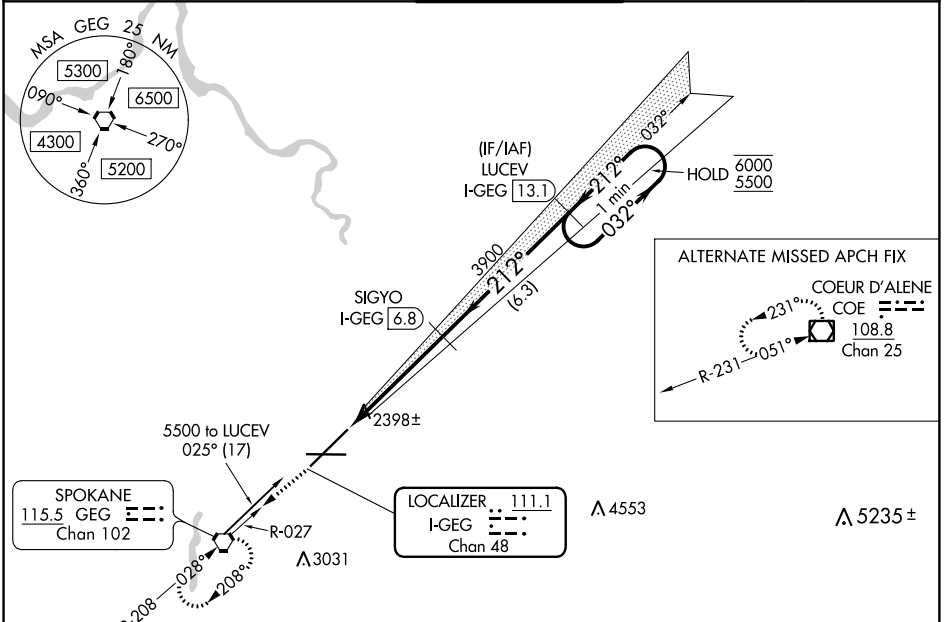 MSA GEG 25 NM
5300
180°
090°
6500
4300
270°
5200
360°
(IF/IAF)
LUCEV
I-GEG 13.1
032°
212°
1 min
032°
HOLD 6000
5500
3900
212°
(6.3)
SIGYO
I-GEG 6.8
ALTERNATE MISSED APCH FIX
COEUR D'ALENE
COE
108.8
Chan 25
231°
R-231
051°
2398±
5500 to LUCEV
025° (17)
SPOKANE
115.5 GEG
Chan 102
R-027
LOCALIZER 111.1
I-GEG
Chan 48
4553
5235±
3031
028°
208°
-208